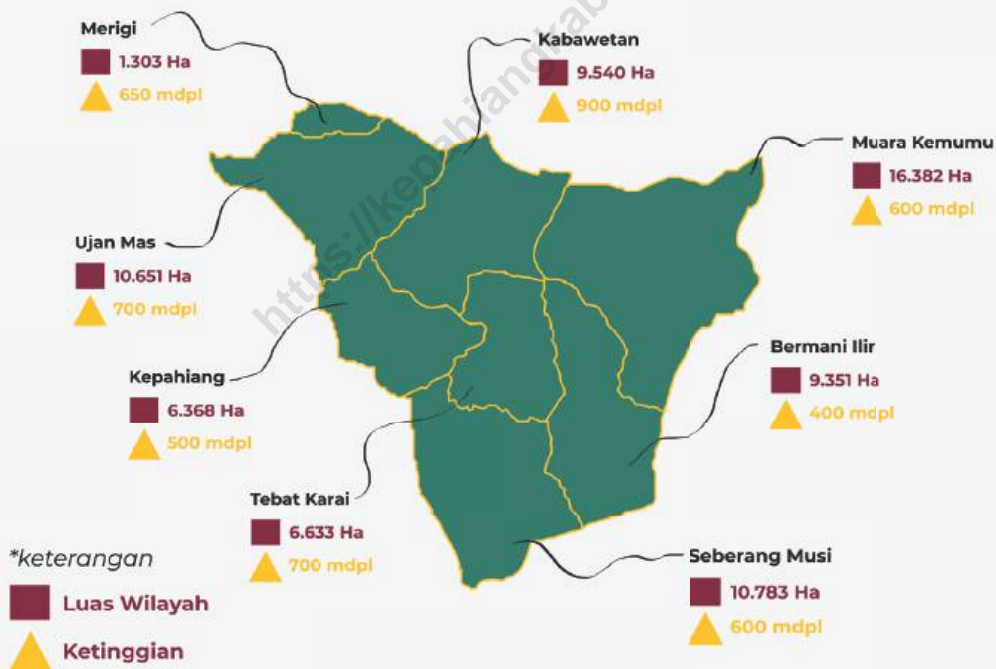 Merigi
1.303 Ha
650 mdpl
Kabawetan
9.540 Ha
900 mdpl
Muara Kemumu
16.382 Ha
600 mdpl
Ujan Mas
10.651 Ha
700 mdpl
Kepahiang
6.368 Ha
500 mdpl
Bermani Ilir
9.351 Ha
400 mdpl
Tebat Karai
6.633 Ha
700 mdpl
Seberang Musi
10.783 Ha
600 mdpl
*keterangan
Luas Wilayah
Ketinggian
https://kepahiangkab